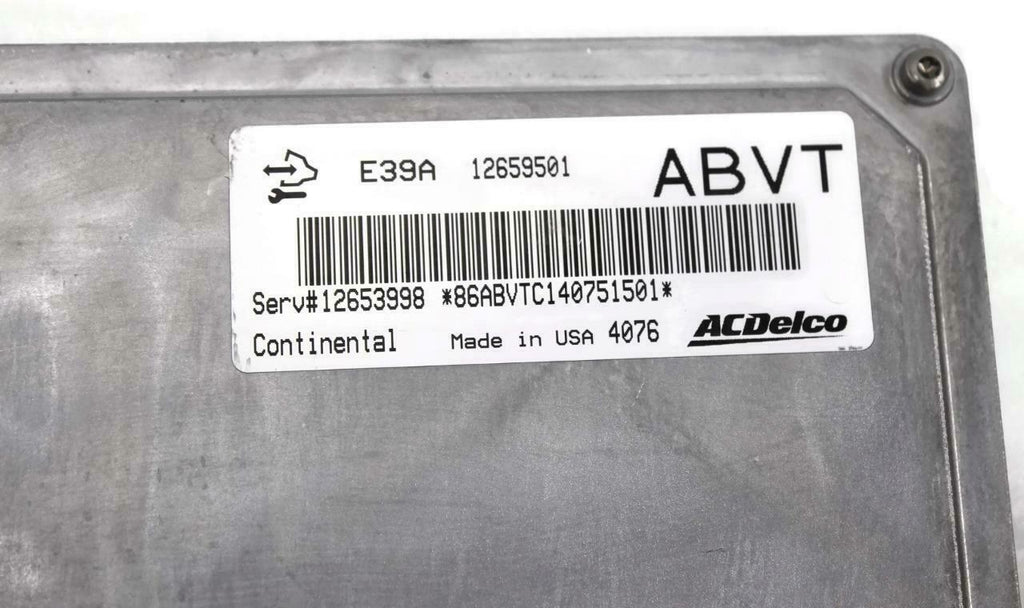 E39A 12659501 ABVT
Serv#12653998 *86ABVTC140751501*
Continental Made in USA 4076 ACDelco